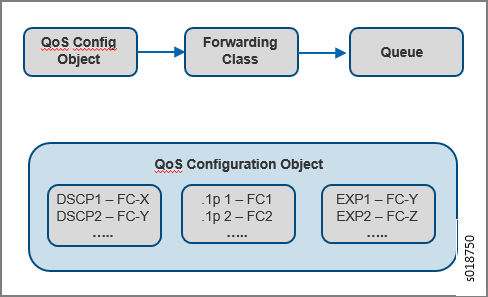 QoS Config
Object
Forwarding
Class
Queue
QoS Configuration Object
DSCP1 – FC-X
DSCP2 – FC-Y
.....
.1p 1 – FC1
.1p 2 – FC2
.....
EXP1 – FC-Y
EXP2 – FC-Z
.....
s018750